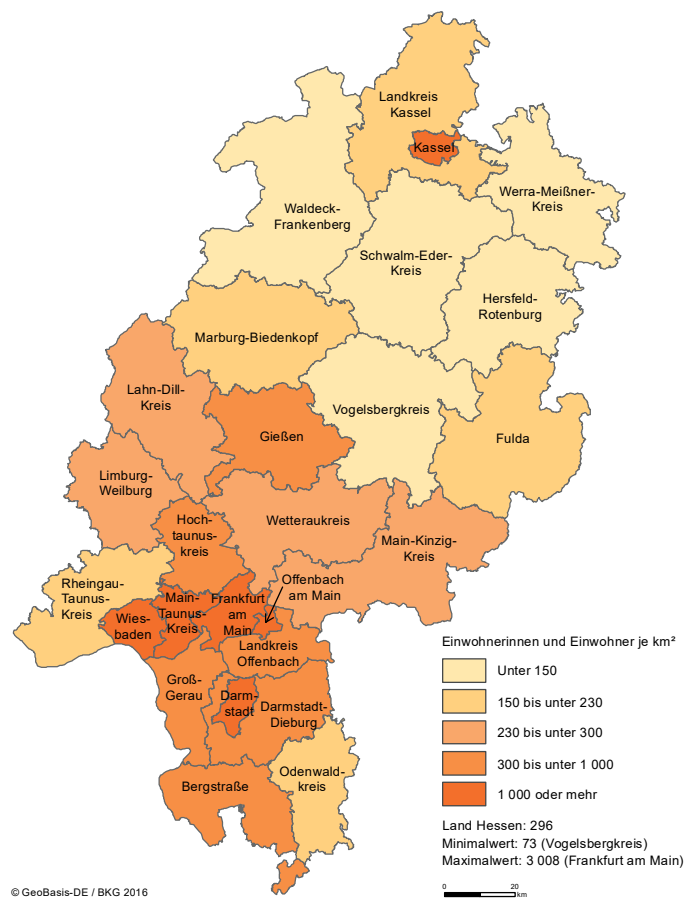 Landkreis
Kassel
Kassel
Werra-Meißner-
Kreis
Waldeck-
Frankenberg
Schwalm-Eder-
Kreis
Hersfeld-
Rotenburg
Marburg-Biedenkopf
Lahn-Dill-
Kreis
Vogelsbergkreis
Gießen
Fulda
Limburg-
Weilburg
Hoch-
taunus-
kreis
Wetteraukreis
Main-Kinzig-
Kreis
Rheingau-
Taunus-
Kreis
Offenbach
am Main
Main-
Taunus-
Kreis
Frankfurt
am
Main
Wies-
baden
Landkreis
Offenbach
Groß-
Gerau
Darm-
stadt
Darmstadt-
Dieburg
Odenwald-
kreis
Bergstraße
Einwohnerinnen und Einwohner je km²
Unter 150
150 bis unter 230
230 bis unter 300
300 bis unter 1 000
1 000 oder mehr
Land Hessen: 296
Minimalwert: 73 (Vogelsbergkreis)
Maximalwert: 3 008 (Frankfurt am Main)
0 20
km
© GeoBasis-DE / BKG 2016